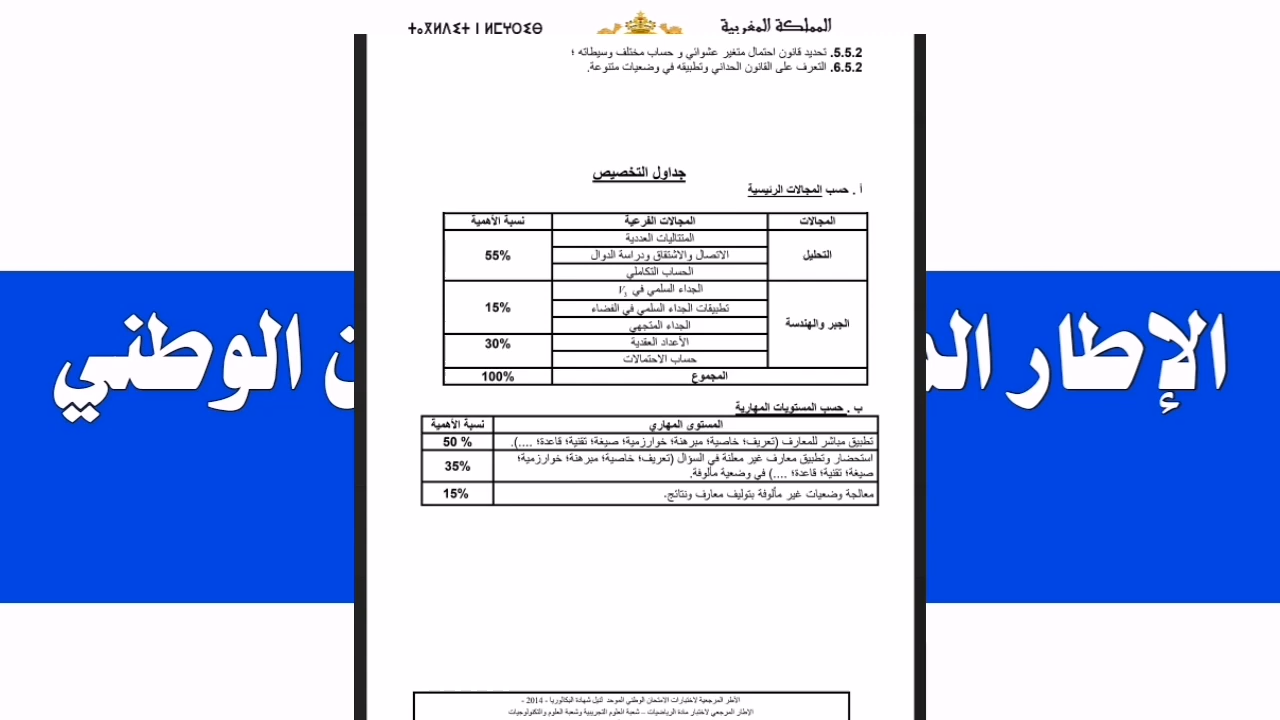 ⵜⴰⴳⵍⴷⵉⵜ ⵏ ⵍⵎⵖⵔⵉⴱ
المملكة المغربية
5.5.2. تحديد قانون احتمال متغير عشوائي و حساب مختلف وسيطاته ؛
6.5.2. التعرف على القانون الحداني وتطبيقه في وضعيات متنوعة.
جداول التخصيص
أ . حسب المجالات الرئيسية
المجالات المجالات الفرعية نسبة الأهمية
التحليل المتتاليات العددية 55%
الاتصال والاشتقاق ودراسة الدوال
الحساب التكاملي
الجبر والهندسة الجداء السلمي في V3 15%
تطبيقات الجداء السلمي في الفضاء
الجداء المتجهي
الأعداد العقدية 30%
حساب الاحتمالات
المجموع 100%
ب . حسب المستويات المهارية
المستوى المهاري نسبة الأهمية
تطبيق مباشر للمعارف (تعريف؛ خاصية؛ مبرهنة؛ خوارزمية؛ صيغة؛ تقنية؛ قاعدة؛ ....). 50 %
استحضار وتطبيق معارف غير معلنة في السؤال (تعريف؛ خاصية؛ مبرهنة؛ خوارزمية؛ 35%
صيغة؛ تقنية؛ قاعدة؛ ....) في وضعية مألوفة.
معالجة وضعيات غير مألوفة بتوليف معارف ونتائج. 15%
الإطار
الوطني
الأطر المرجعية لاختبارات الامتحان الوطني الموحد لنيل شهادة البكالوريا - 2014 -
الإطار المرجعي لاختبار مادة الرياضيات – شعبة العلوم التجريبية وشعبة العلوم والتكنولوجيات